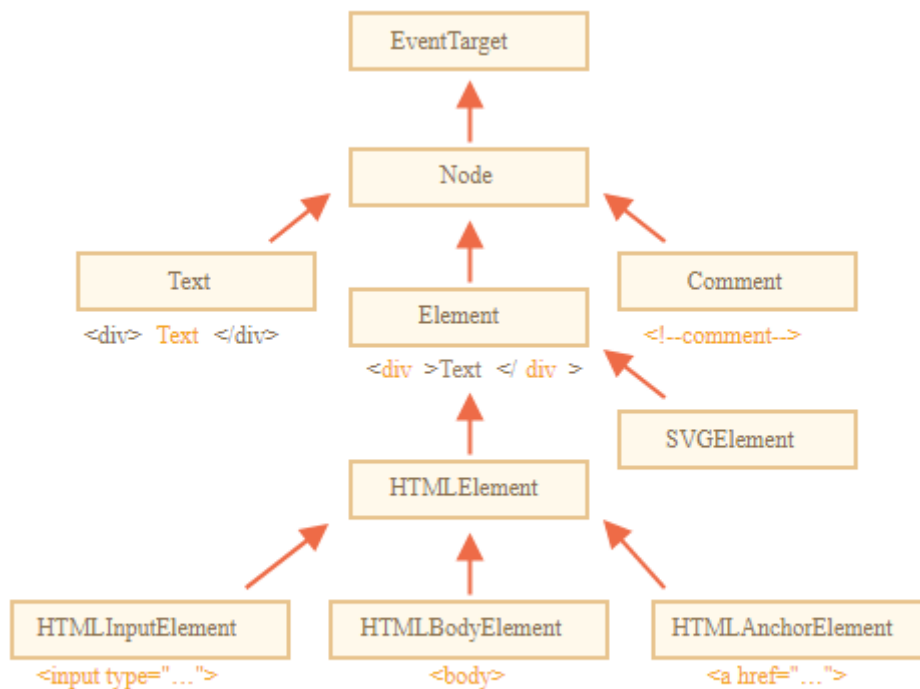 EventTarget
Node
Text
Comment
Element
<div> Text </div>
<!--comment-->
<div >Text </ div >
SVGElement
HTMLElement
HTMLInputElement
HTMLBodyElement
HTMLAnchorElement
<input type="...">
<body>
<a href="...">